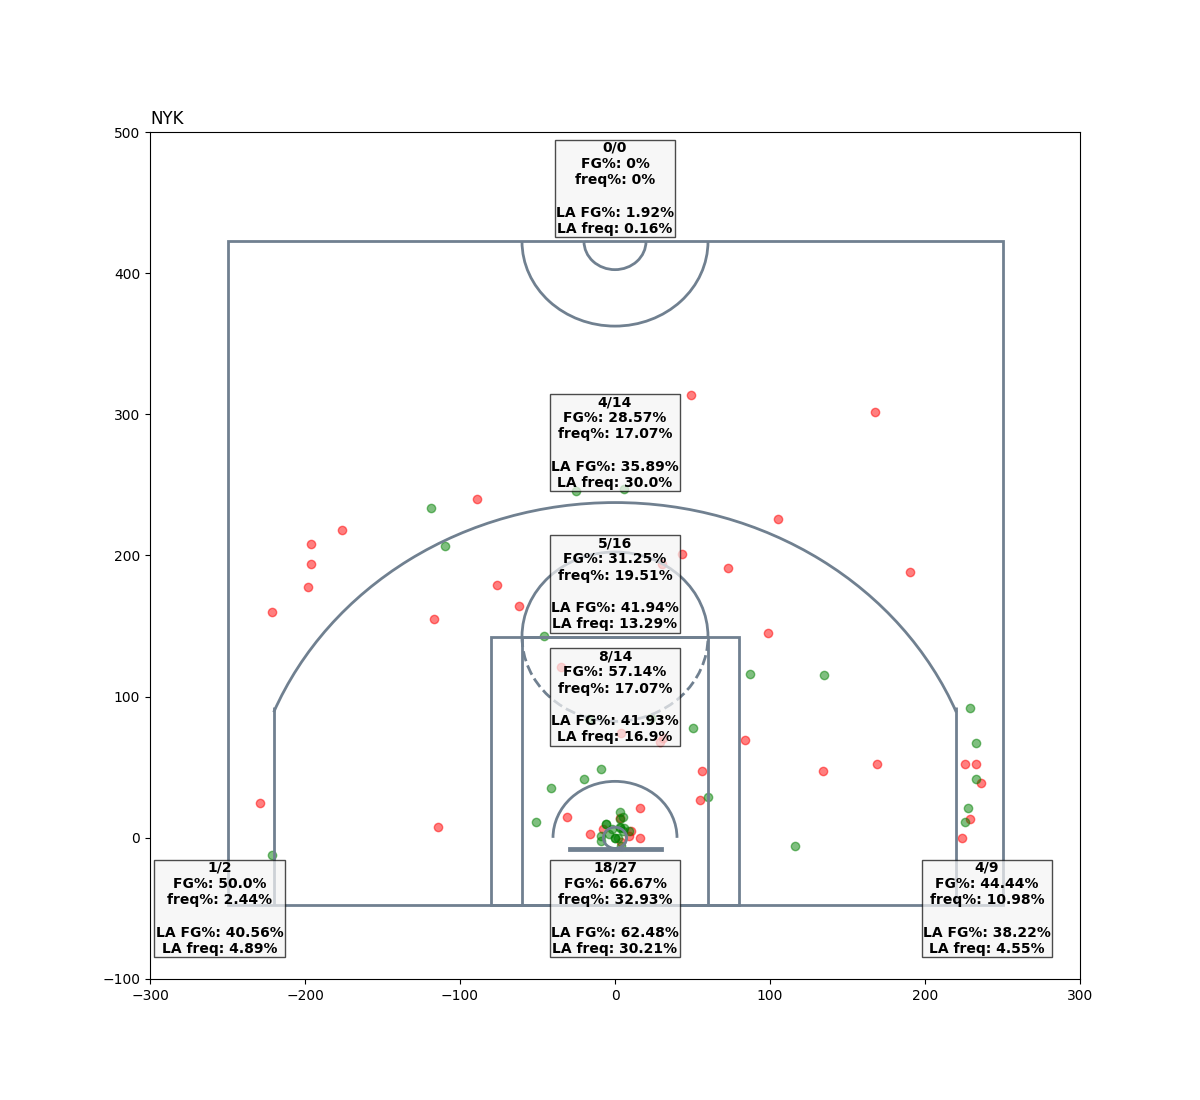 NYK
500
400
300
200
100
0
−100
−300
−200
−100
0
100
200
300
0/0
FG%: 0%
freq%: 0%
LA FG%: 1.92%
LA freq: 0.16%
4/14
FG%: 28.57%
freq%: 17.07%
LA FG%: 35.89%
LA freq: 30.0%
5/16
FG%: 31.25%
freq%: 19.51%
LA FG%: 41.94%
LA freq: 13.29%
8/14
FG%: 57.14%
freq%: 17.07%
LA FG%: 41.93%
LA freq: 16.9%
1/2
FG%: 50.0%
freq%: 2.44%
LA FG%: 40.56%
LA freq: 4.89%
18/27
FG%: 66.67%
freq%: 32.93%
LA FG%: 62.48%
LA freq: 30.21%
4/9
FG%: 44.44%
freq%: 10.98%
LA FG%: 38.22%
LA freq: 4.55%